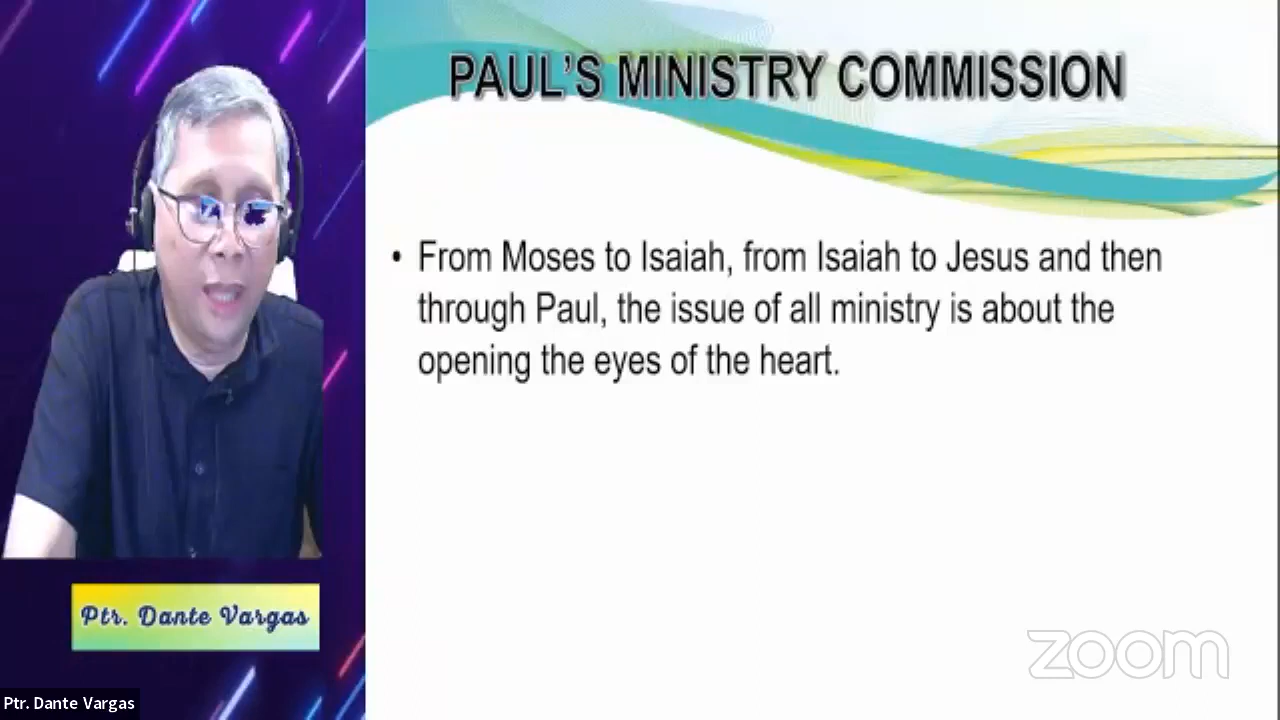 PAUL'S MINISTRY COMMISSION
• From Moses to Isaiah, from Isaiah to Jesus and then
through Paul, the issue of all ministry is about the
opening the eyes of the heart.
Ptr. Dante Vargas
zoom
Ptr. Dante Vargas